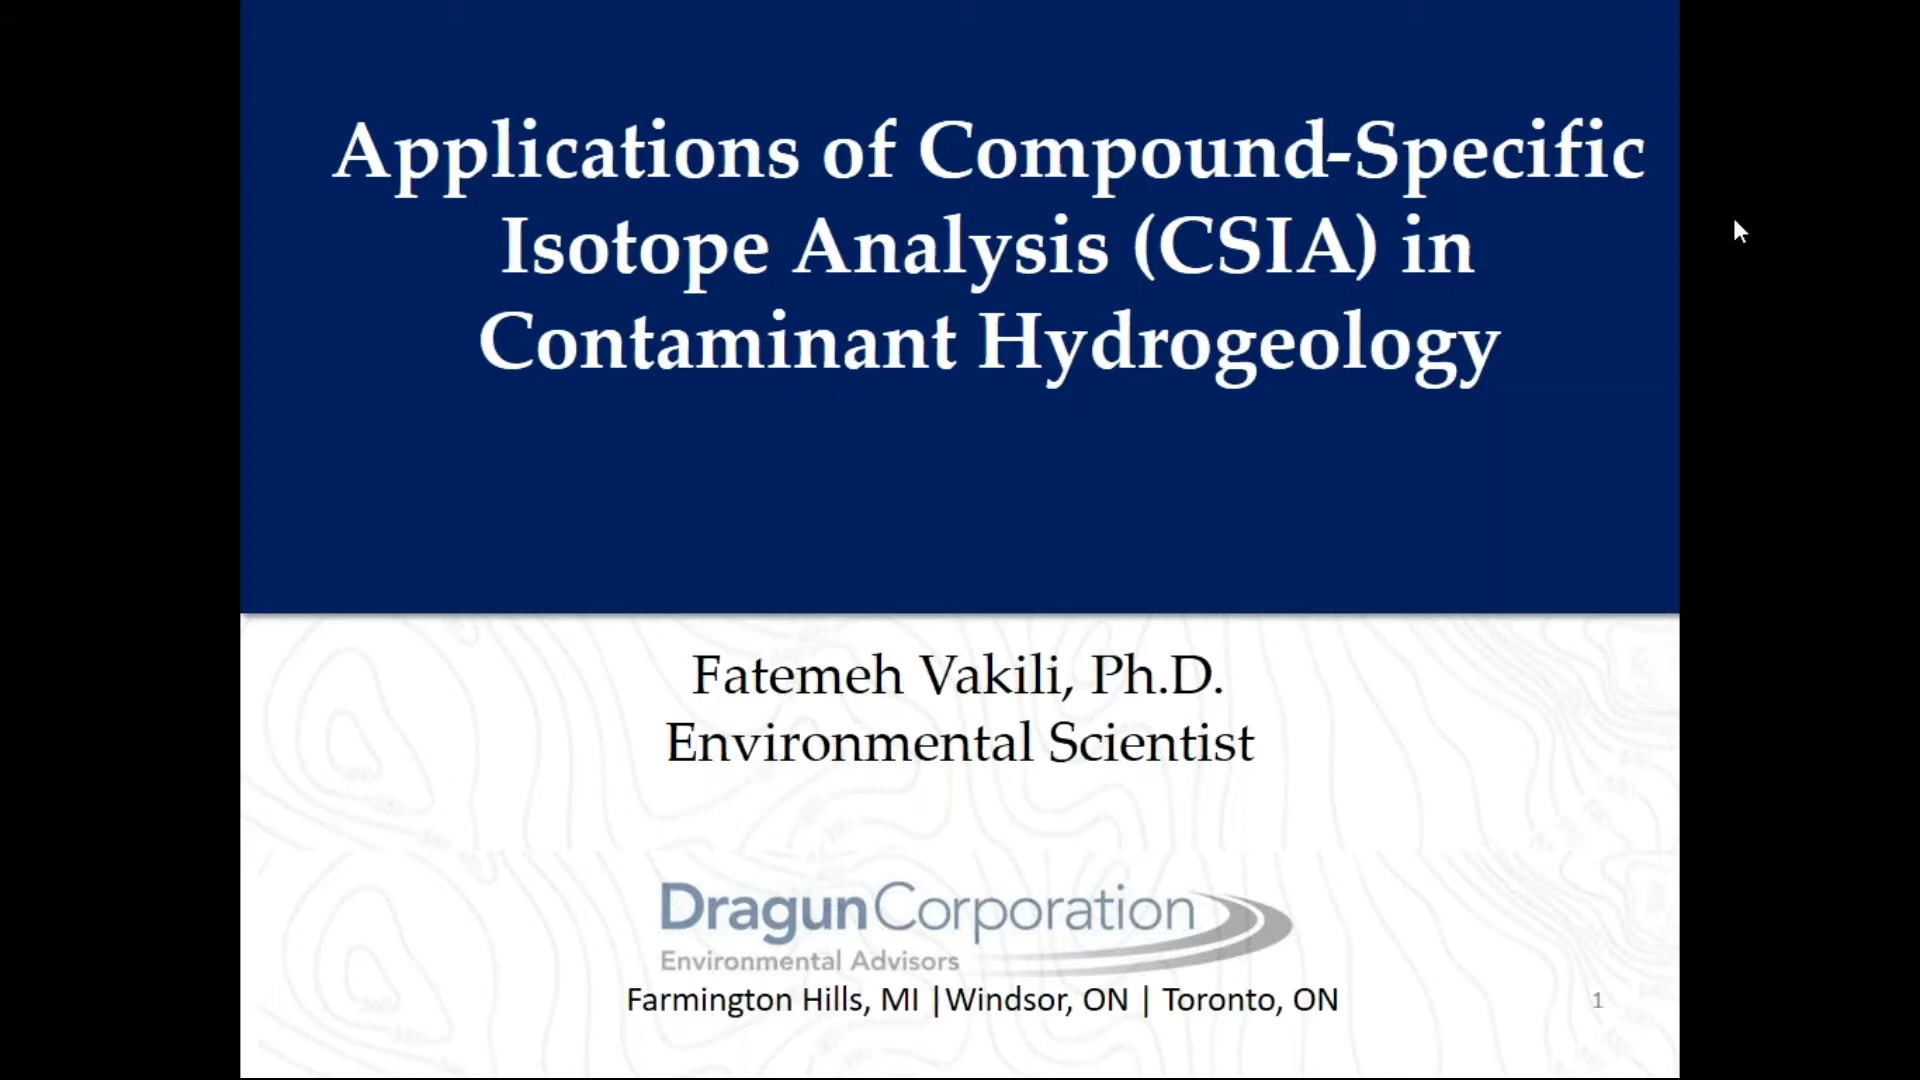 Applications of Compound-Specific
Isotope Analysis (CSIA) in
Contaminant Hydrogeology
Fatemeh Vakili, Ph.D.
Environmental Scientist
DragunCorporation
Environmental Advisors
Farmington Hills, MI |Windsor, ON | Toronto, ON
1